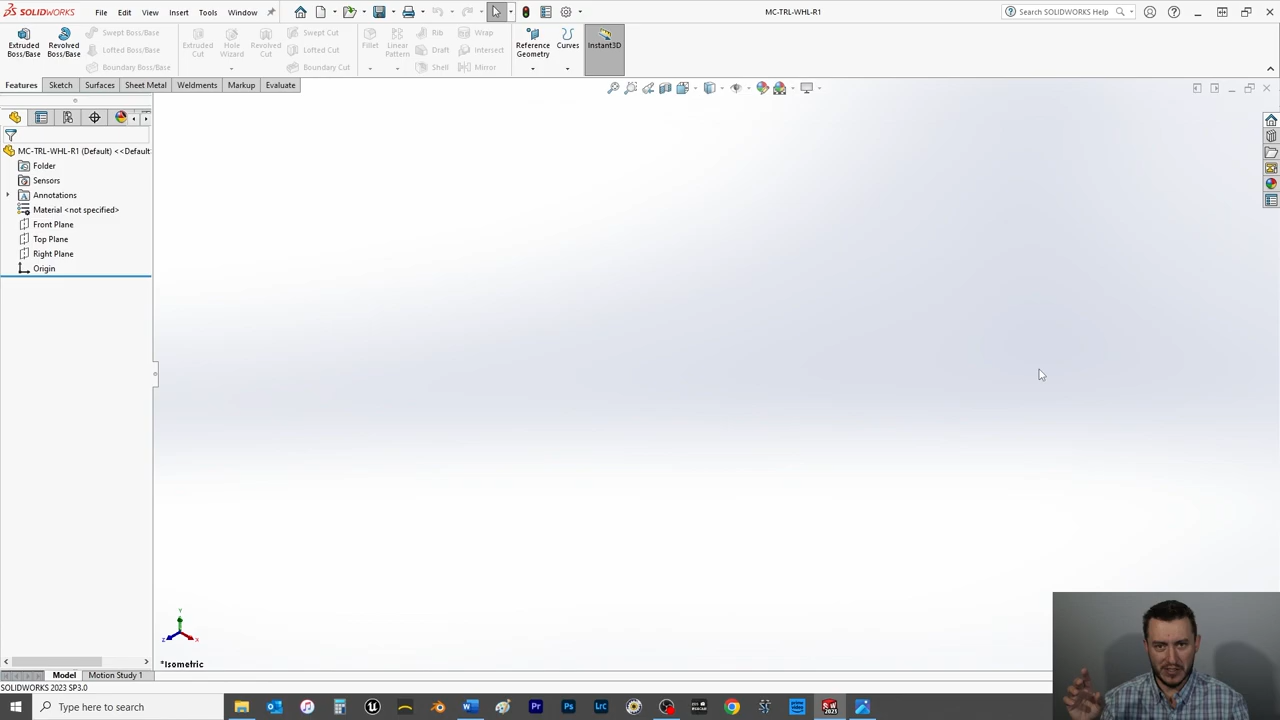 SOLIDWORKS File Edit View Insert Tools Window MC-TRL-WHL-R1 Search SOLIDWORKS Help
Extruded Boss/Base
Revolved Boss/Base
Swept Boss/Base
Lofted Boss/Base
Boundary Boss/Base
Extruded Cut
Hole Wizard
Revolved Cut
Swept Cut
Lofted Cut
Boundary Cut
Fillet
Linear Pattern
Rib
Draft
Shell
Wrap
Intersect
Mirror
Reference Geometry
Curves
Instant3D
Features Sketch Surfaces Sheet Metal Weldments Markup Evaluate
MC-TRL-WHL-R1 (Default) <<Default
Folder
Sensors
Annotations
Material <not specified>
Front Plane
Top Plane
Right Plane
Origin
Y
Z X
*Isometric
Model Motion Study 1
SOLIDWORKS 2023 SP3.0
Type here to search